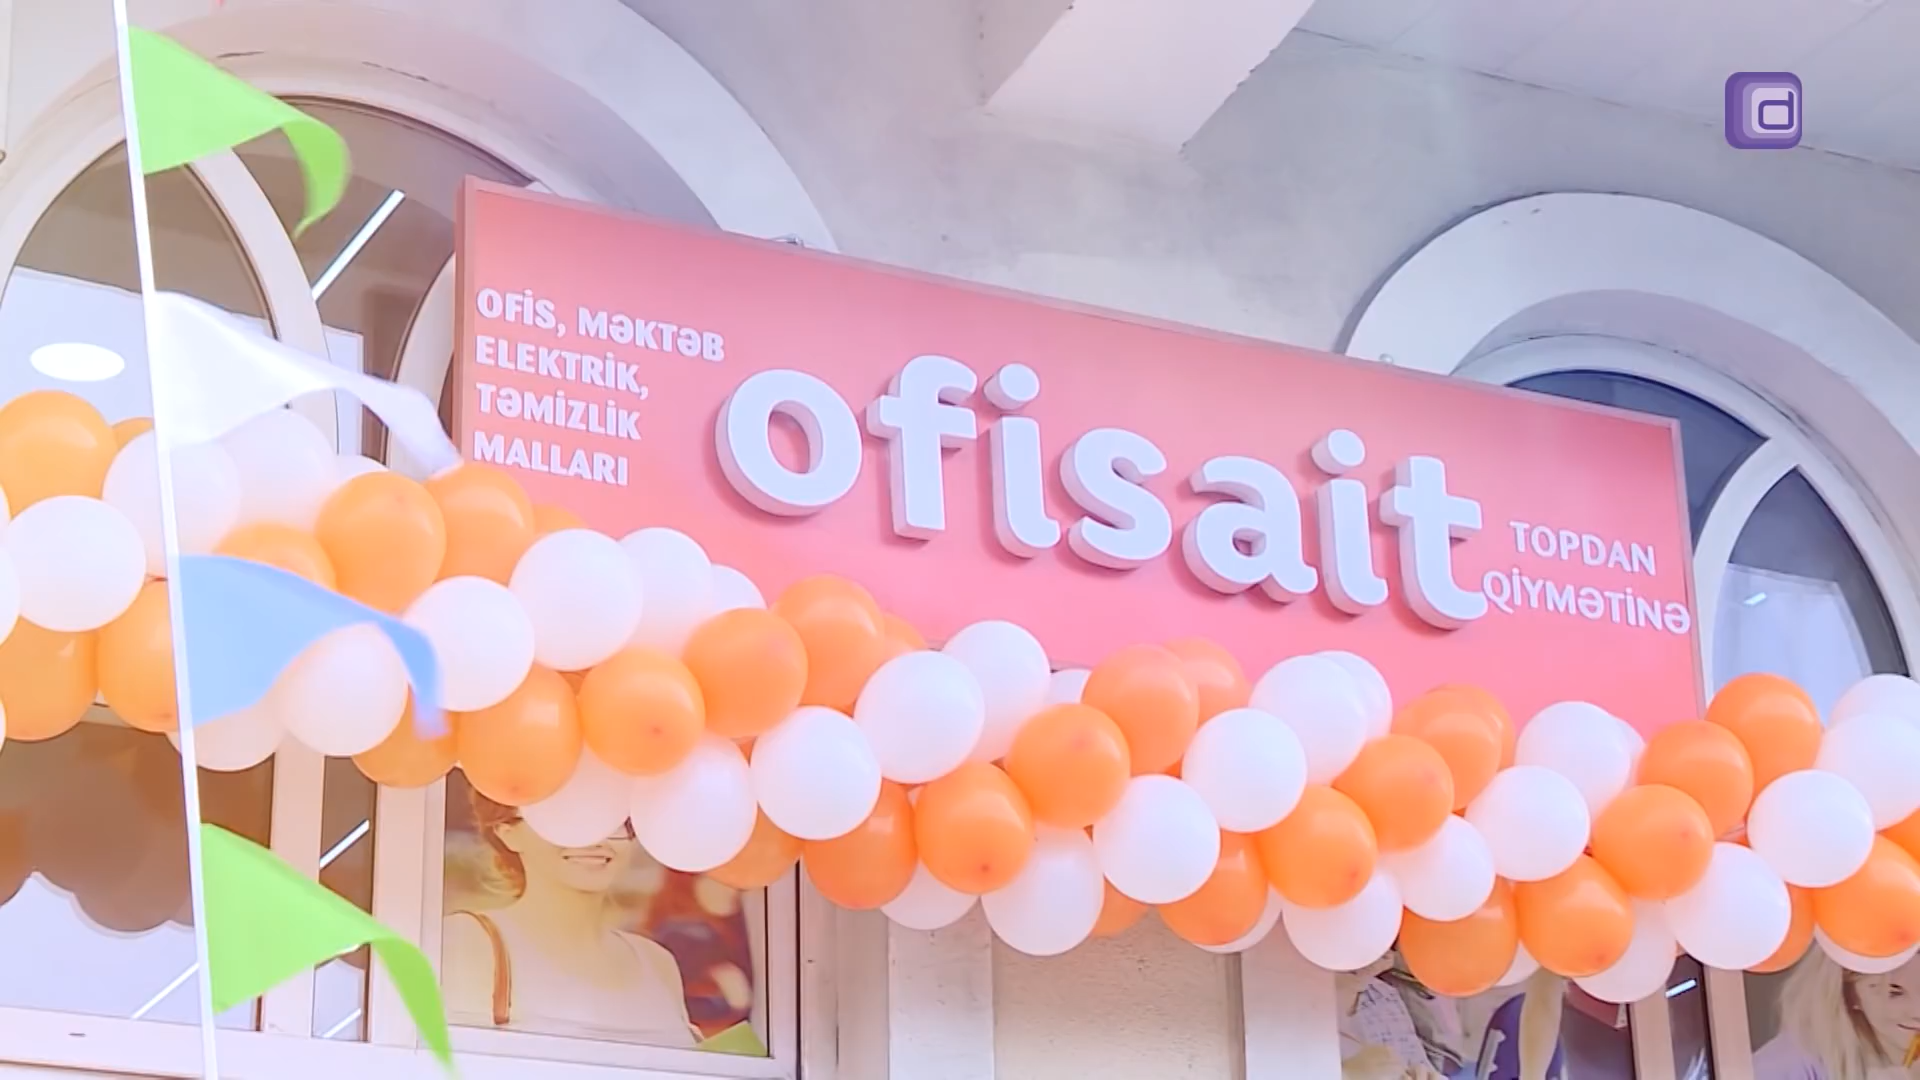 OFİS, MƏKTƏB
ELEKTRİK,
TƏMİZLİK
MALLARI
ofisait
TOPDAN
QİYMƏTİNƏ
d